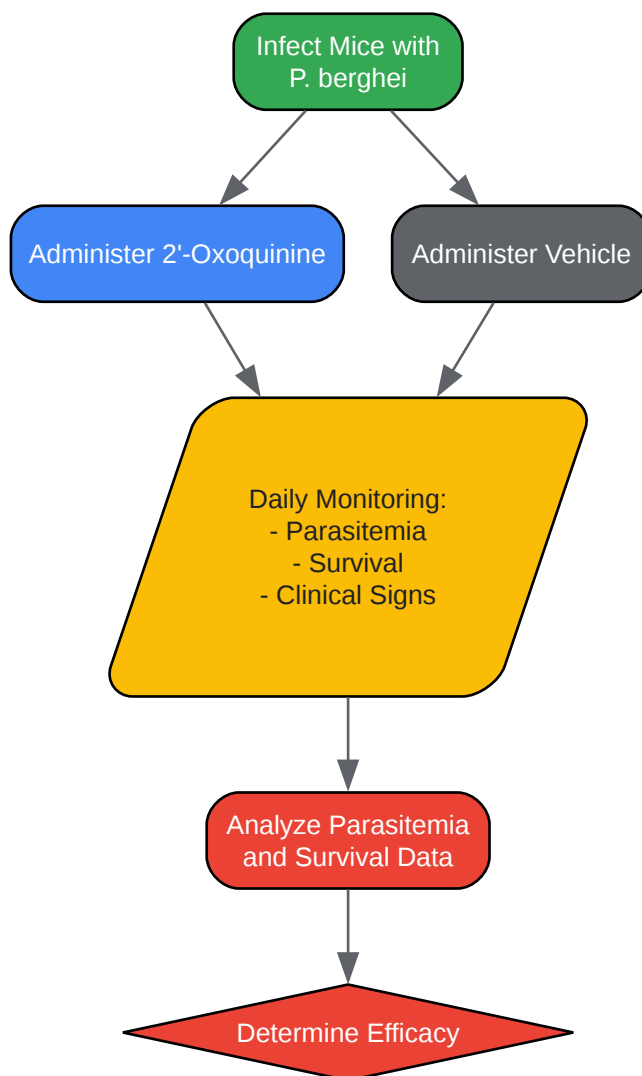 Infect Mice with
P. berghei
Administer 2'-Oxoquinine
Administer Vehicle
Daily Monitoring:
- Parasitemia
- Survival
- Clinical Signs
Analyze Parasitemia
and Survival Data
Determine Efficacy